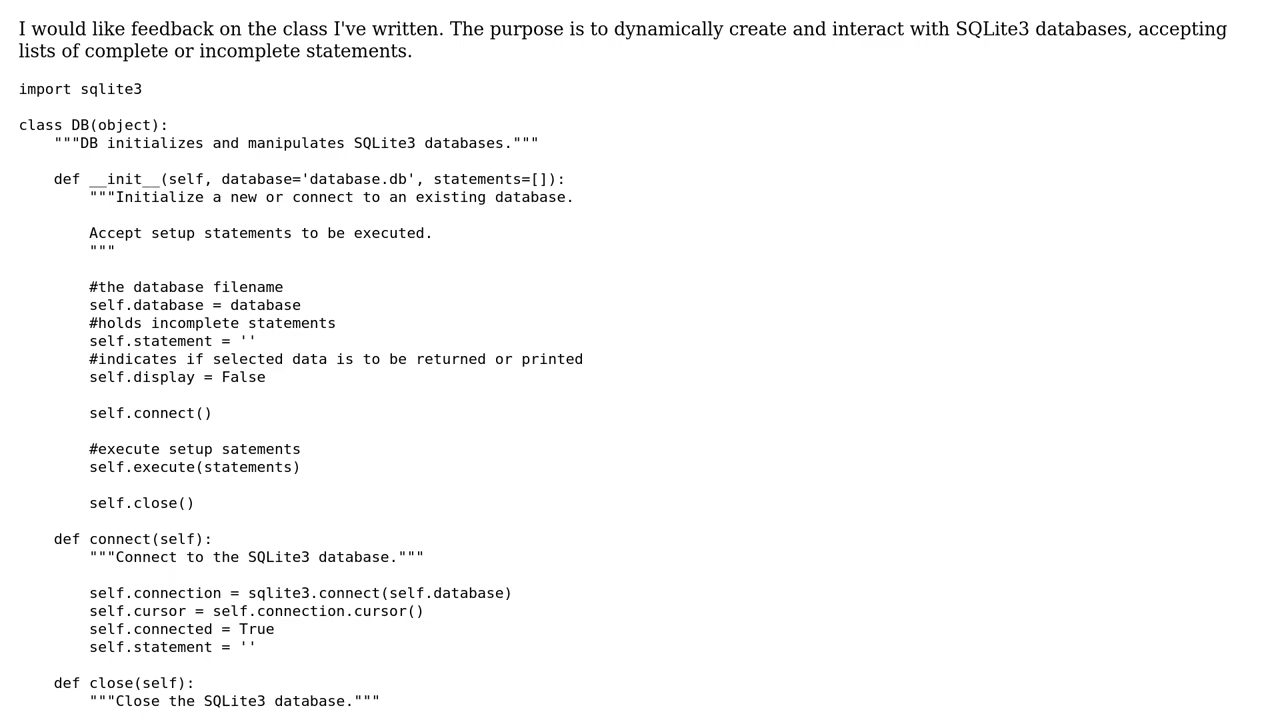 I would like feedback on the class I've written. The purpose is to dynamically create and interact with SQLite3 databases, accepting
lists of complete or incomplete statements.
import sqlite3
class DB(object):
    """DB initializes and manipulates SQLite3 databases."""
    def __init__(self, database='database.db', statements=[]):
        """Initialize a new or connect to an existing database.
        Accept setup statements to be executed.
        """
        #the database filename
        self.database = database
        #holds incomplete statements
        self.statement = ''
        #indicates if selected data is to be returned or printed
        self.display = False
        self.connect()
        #execute setup satements
        self.execute(statements)
        self.close()
    def connect(self):
        """Connect to the SQLite3 database."""
        self.connection = sqlite3.connect(self.database)
        self.cursor = self.connection.cursor()
        self.connected = True
        self.statement = ''
    def close(self):
        """Close the SQLite3 database."""